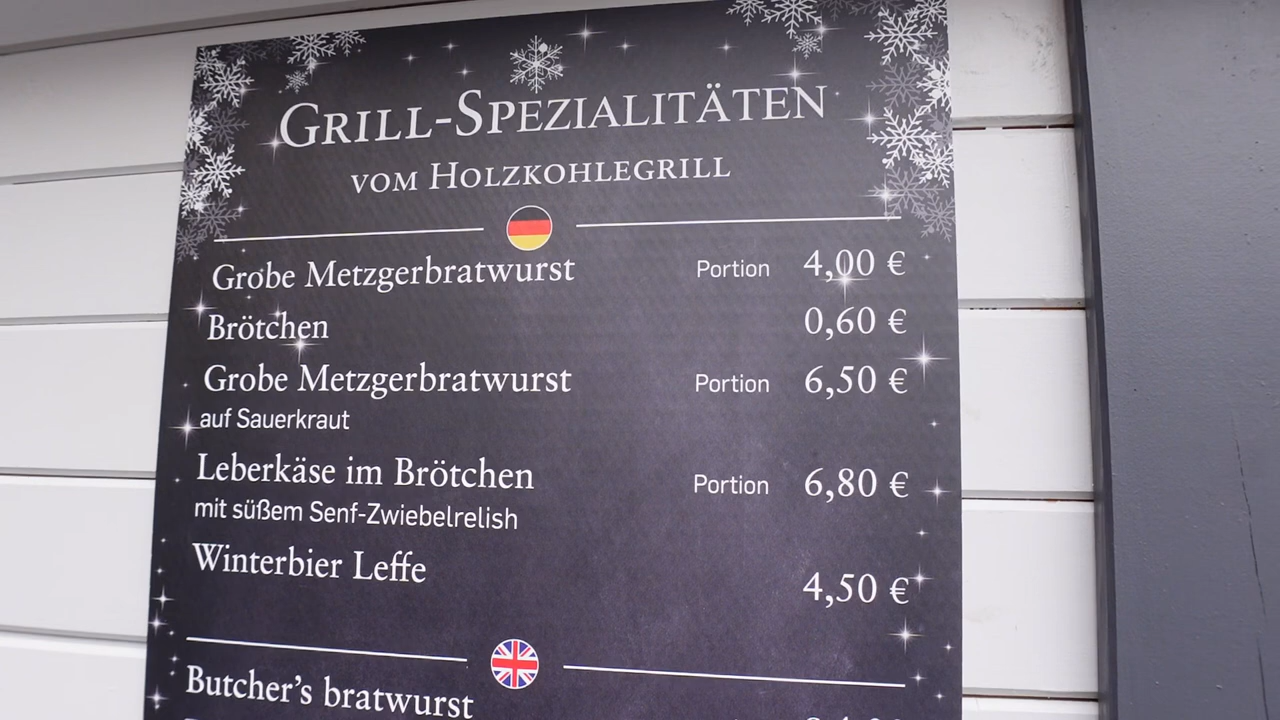 GRILL-SPEZIALITÄTEN
VOM HOLZKOHLEGRILL
Grobe Metzgerbratwurst Portion 4,00 €
Brötchen 0,60 €
Grobe Metzgerbratwurst Portion 6,50 €
auf Sauerkraut
Leberkäse im Brötchen Portion 6,80 €
mit süßem Senf-Zwiebelrelish
Winterbier Leffe 4,50 €
Butcher's bratwurst